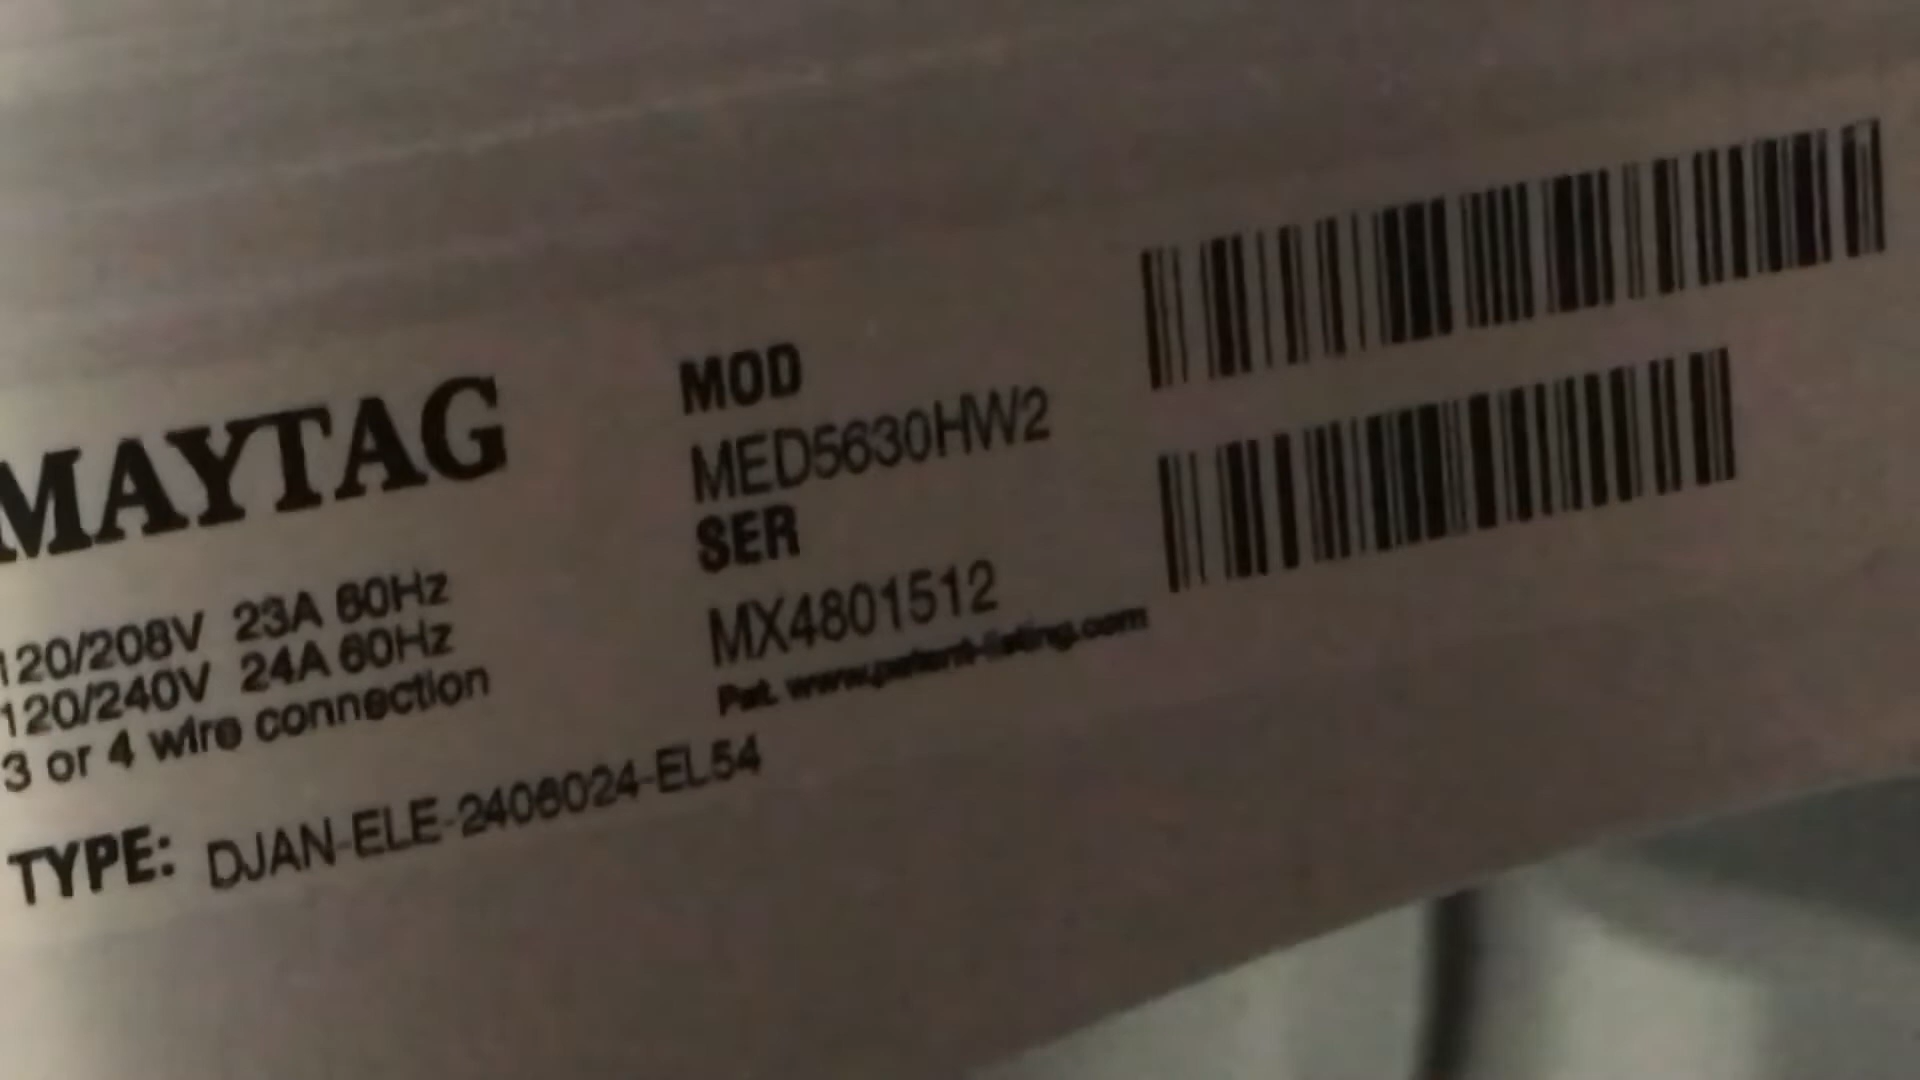 MAYTAG
120/208V 23A 60Hz
120/240V 24A 60Hz
3 or 4 wire connection
TYPE: DJAN-ELE-2406024-EL54
MOD
MED5630HW2
SER
MX4801512
Pat. www.patent-listing.com